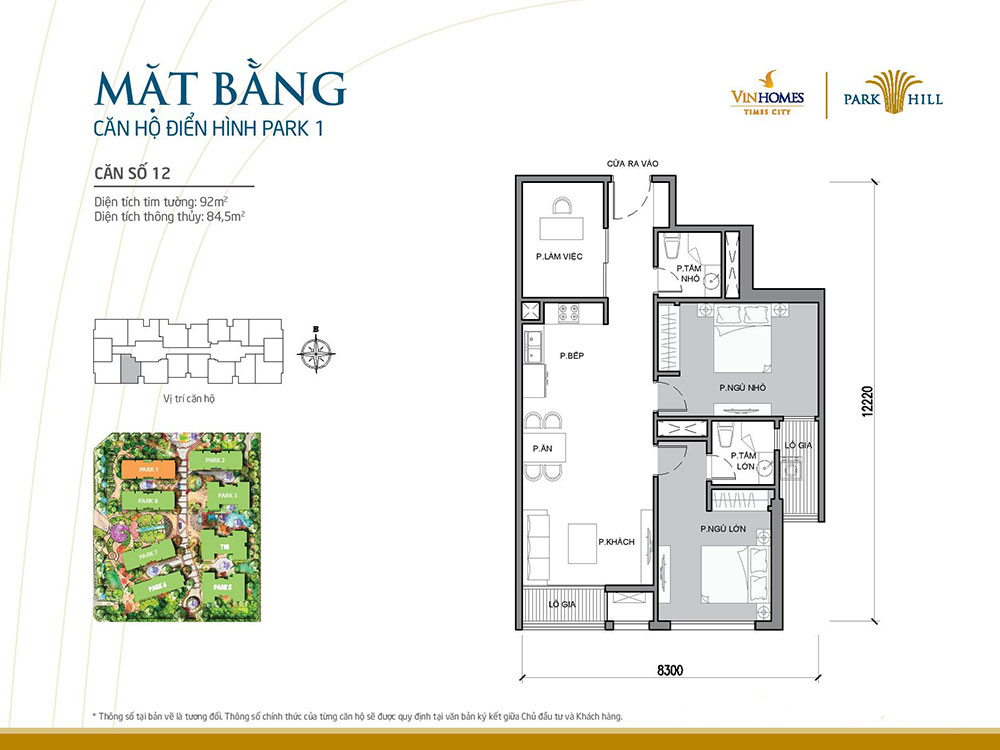 MẶT BẰNG
CĂN HỘ ĐIỂN HÌNH PARK 1
VINHOMES
TIMES CITY
PARK HILL
CĂN SỐ 12
Diện tích tim tường: 92m²
Diện tích thông thủy: 84,5m²
B
Vị trí căn hộ
PARK 1
PARK 2
PARK 8
PARK 3
PARK 7
T18
PARK 6
PARK 5
CỬA RA VÀO
P.LÀM VIỆC
P.TẮM
NHỎ
P.BẾP
P.NGỦ NHỎ
P.ĂN
P.TẮM
LỚN
LÔ GIA
P.NGỦ LỚN
P.KHÁCH
LÔ GIA
12220
8300
* Thông số tại bản vẽ là tương đối. Thông số chính thức của từng căn hộ sẽ được quy định tại văn bản ký kết giữa Chủ đầu tư và Khách hàng.